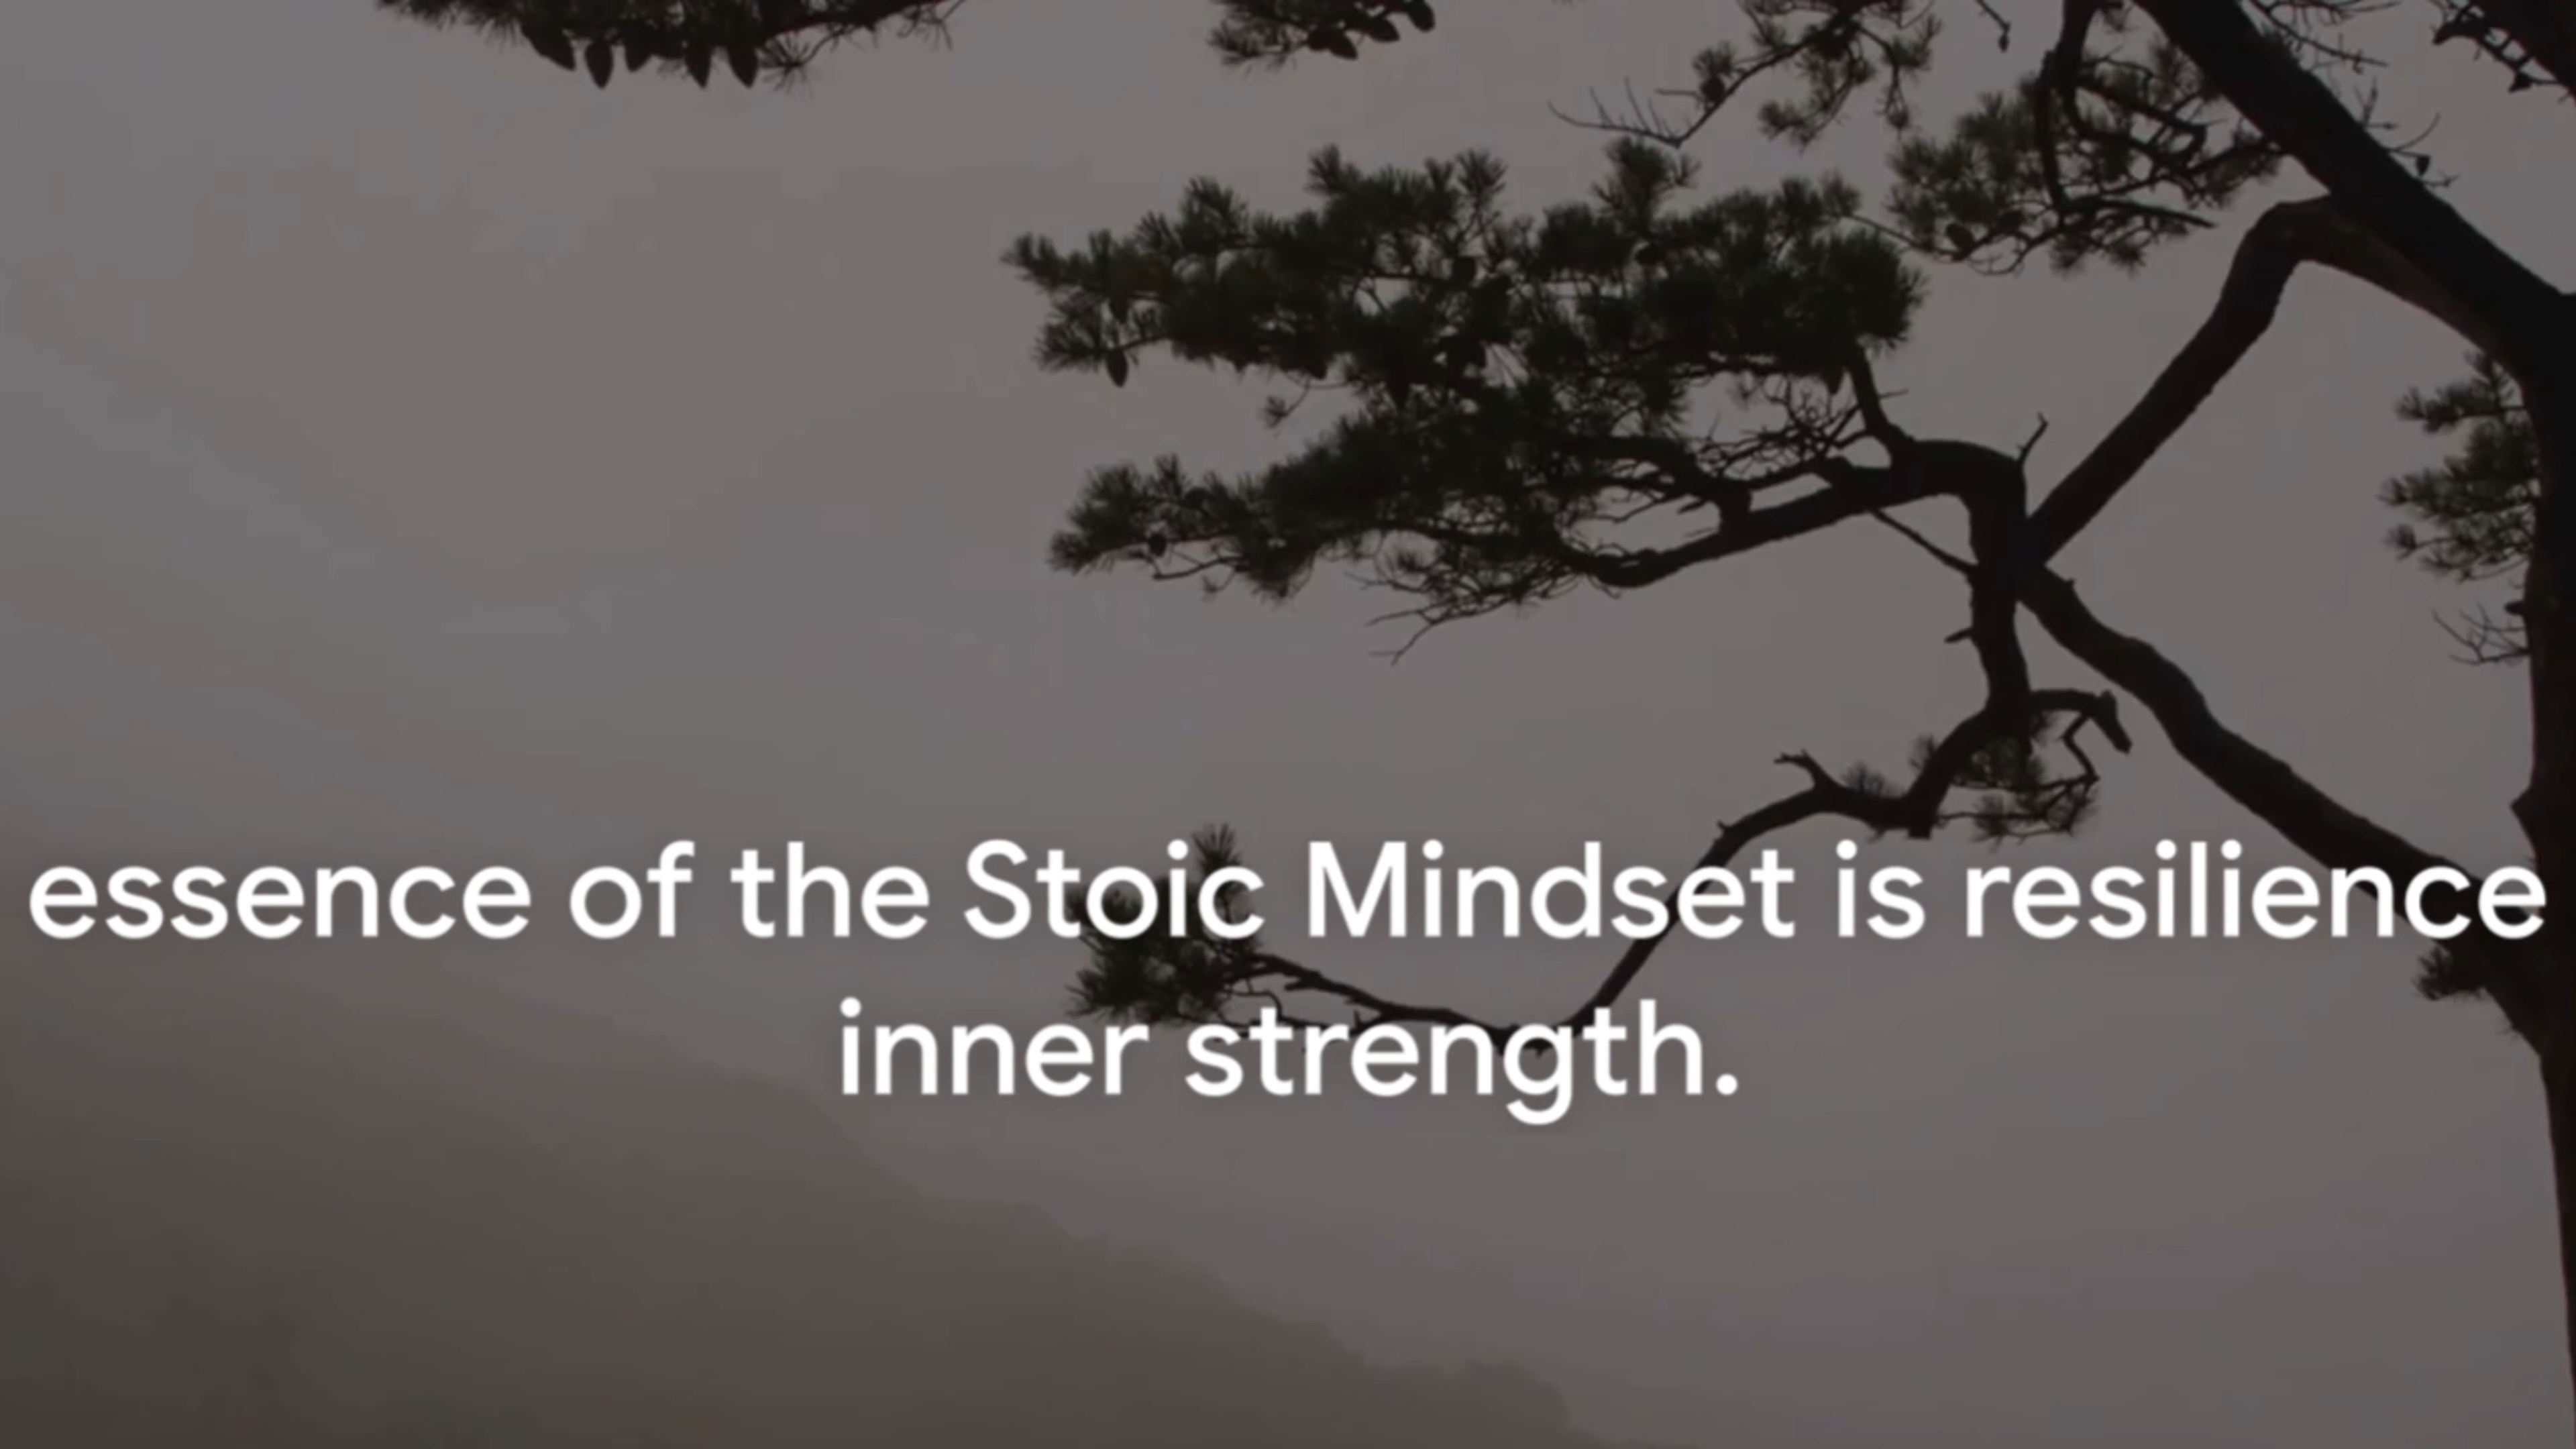 essence of the Stoic Mindset is resilience
inner strength.